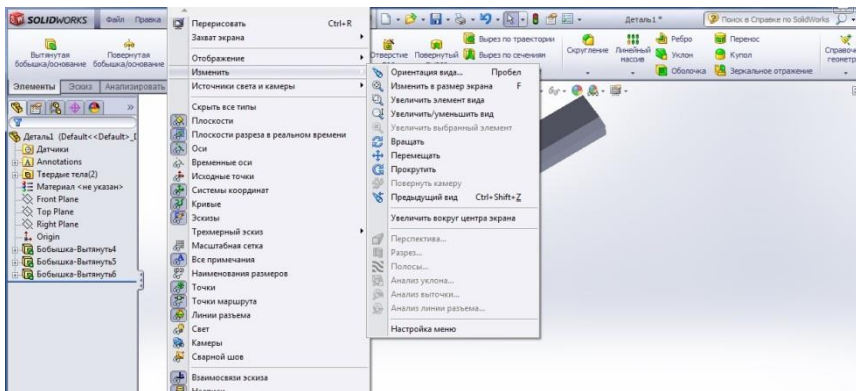 SOLIDWORKS
Файл Правка
Деталь1 *
Поиск в Справке по SolidWorks
Вытянутая бобышка/основание
Повернутая бобышка/основание
Отверстие
Повернутый
Вырез по траектории
Вырез по сечениям
Скругление
Линейный массив
Ребро
Уклон
Оболочка
Перенос
Купол
Зеркальное отражение
Элементы Эскиз Анализировать
Деталь1 (Default<<Default>_
Датчики
Annotations
Твердые тела(2)
Материал <не указан>
Front Plane
Top Plane
Right Plane
Origin
Бобышка-Вытянуть4
Бобышка-Вытянуть5
Бобышка-Вытянуть6
Перерисовать Ctrl+R
Захват экрана
Отображение
Изменить
Источники света и камеры
Скрыть все типы
Плоскости
Плоскости разреза в реальном времени
Оси
Временные оси
Исходные точки
Системы координат
Кривые
Эскизы
Трехмерный эскиз
Масштабная сетка
Все примечания
Наименования размеров
Точки
Точки маршрута
Линии разъема
Свет
Камеры
Сварной шов
Взаимосвязи эскиза
Ориентация вида... Пробел
Изменить в размер экрана F
Увеличить элемент вида
Увеличить/уменьшить вид
Увеличить выбранный элемент
Вращать
Перемещать
Прокрутить
Повернуть камеру
Предыдущий вид Ctrl+Shift+Z
Увеличить вокруг центра экрана
Перспектива...
Разрез...
Полосы...
Анализ уклона...
Анализ выточки...
Анализ линии разъема...
Настройка меню